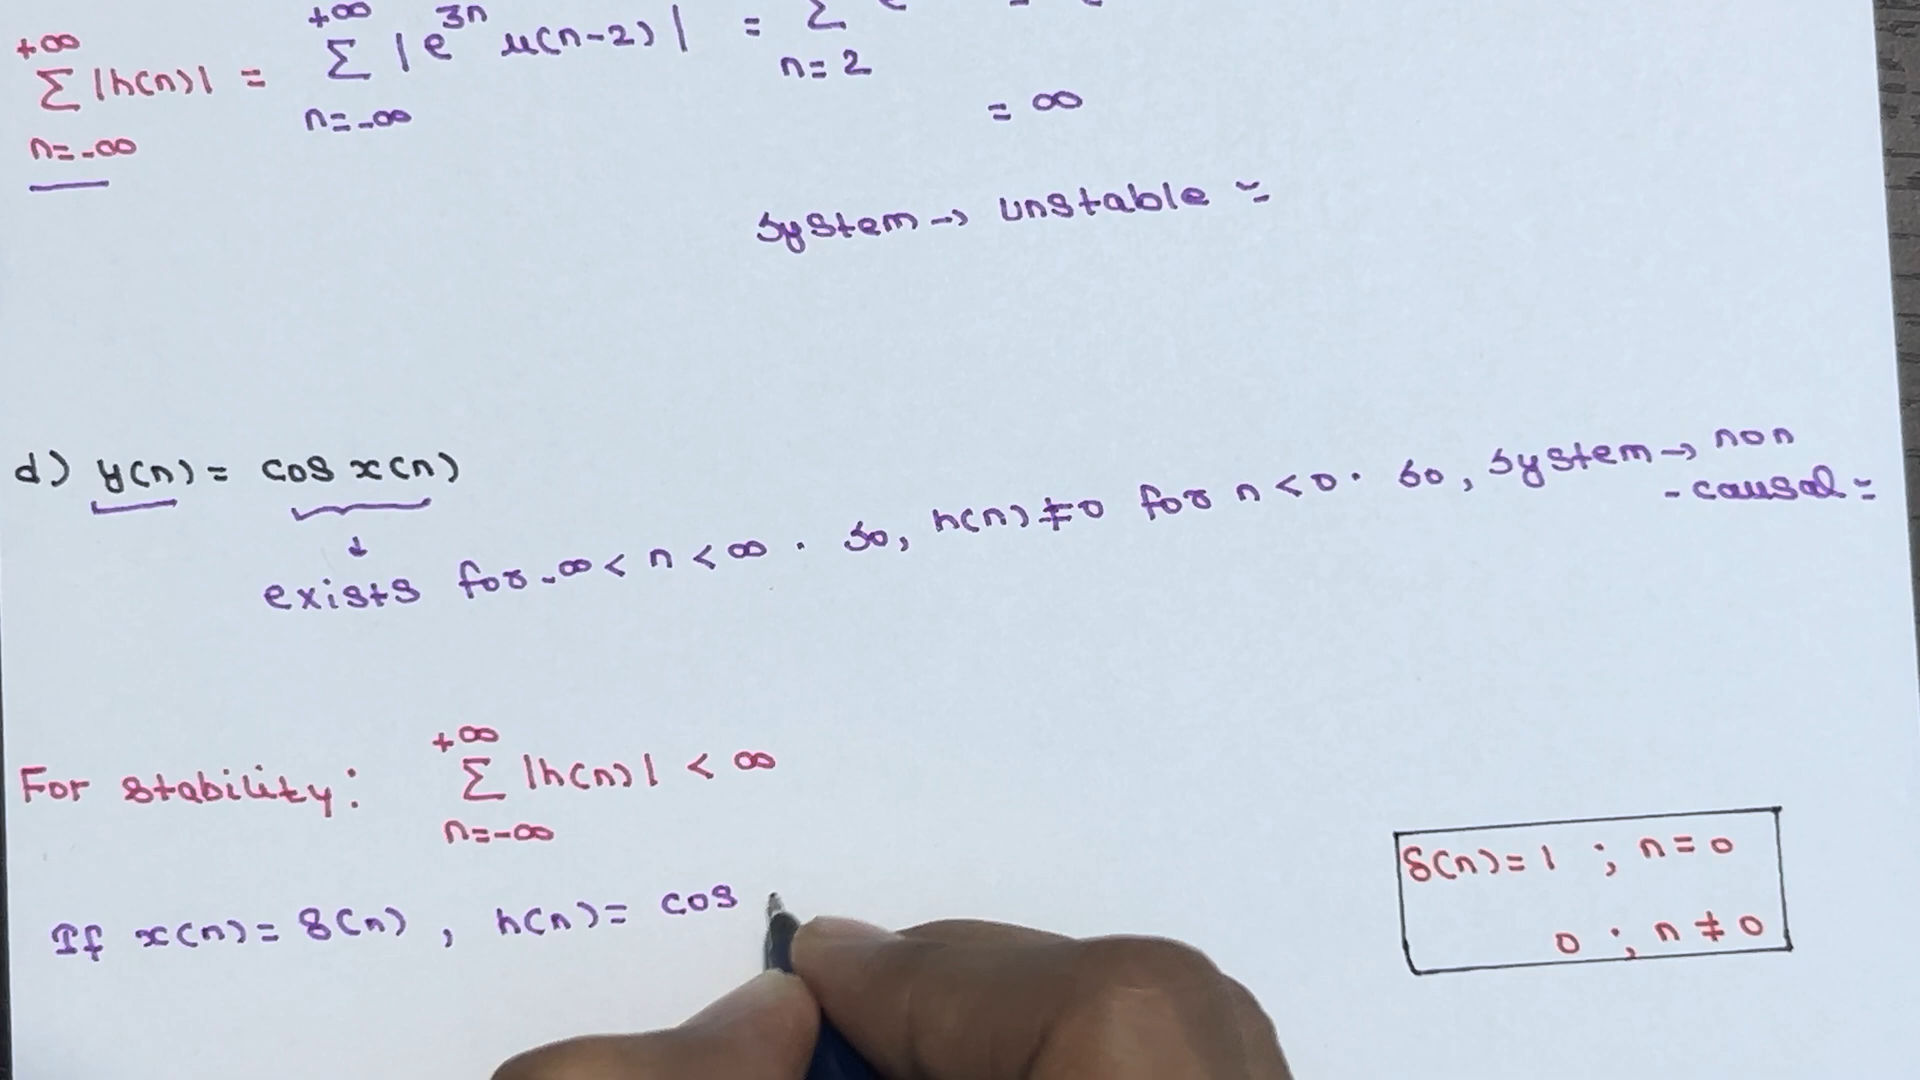 +∞ Σ n=-∞ |h(n)| = +∞ Σ n=-∞ |e^3n u(n-2)| = Σ n=2
= ∞
System → unstable =
d) y(n) = cos x(n)
↓
exists for -∞ < n < ∞. So, h(n) ≠ 0 for n < 0. So, system → non
- causal =
For stability: +∞ Σ n=-∞ |h(n)| < ∞
If x(n) = δ(n), h(n) = cos
δ(n) = 1 ; n = 0
0 ; n ≠ 0